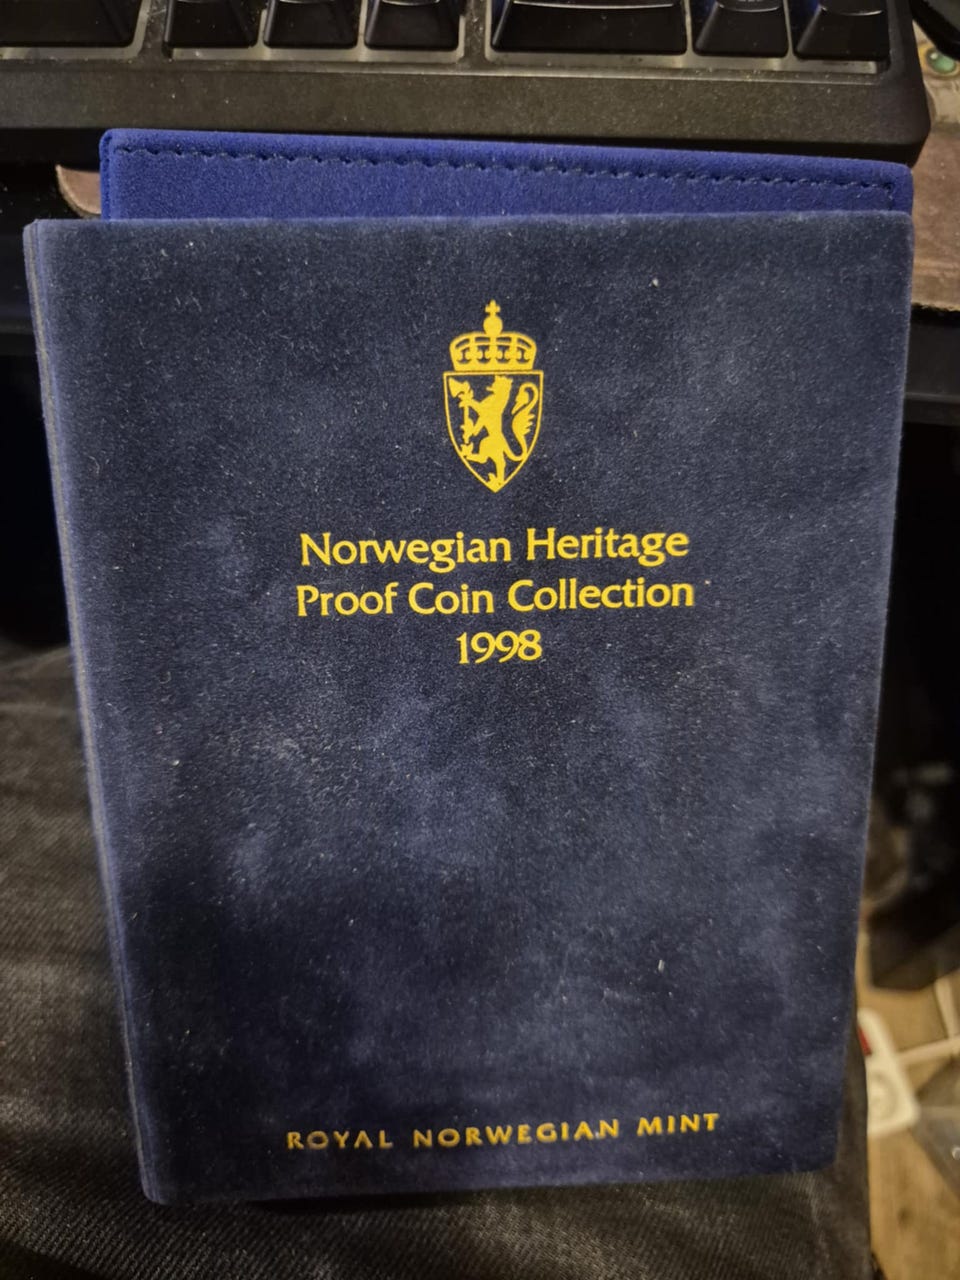 Norwegian Heritage
Proof Coin Collection
1998
ROYAL NORWEGIAN MINT